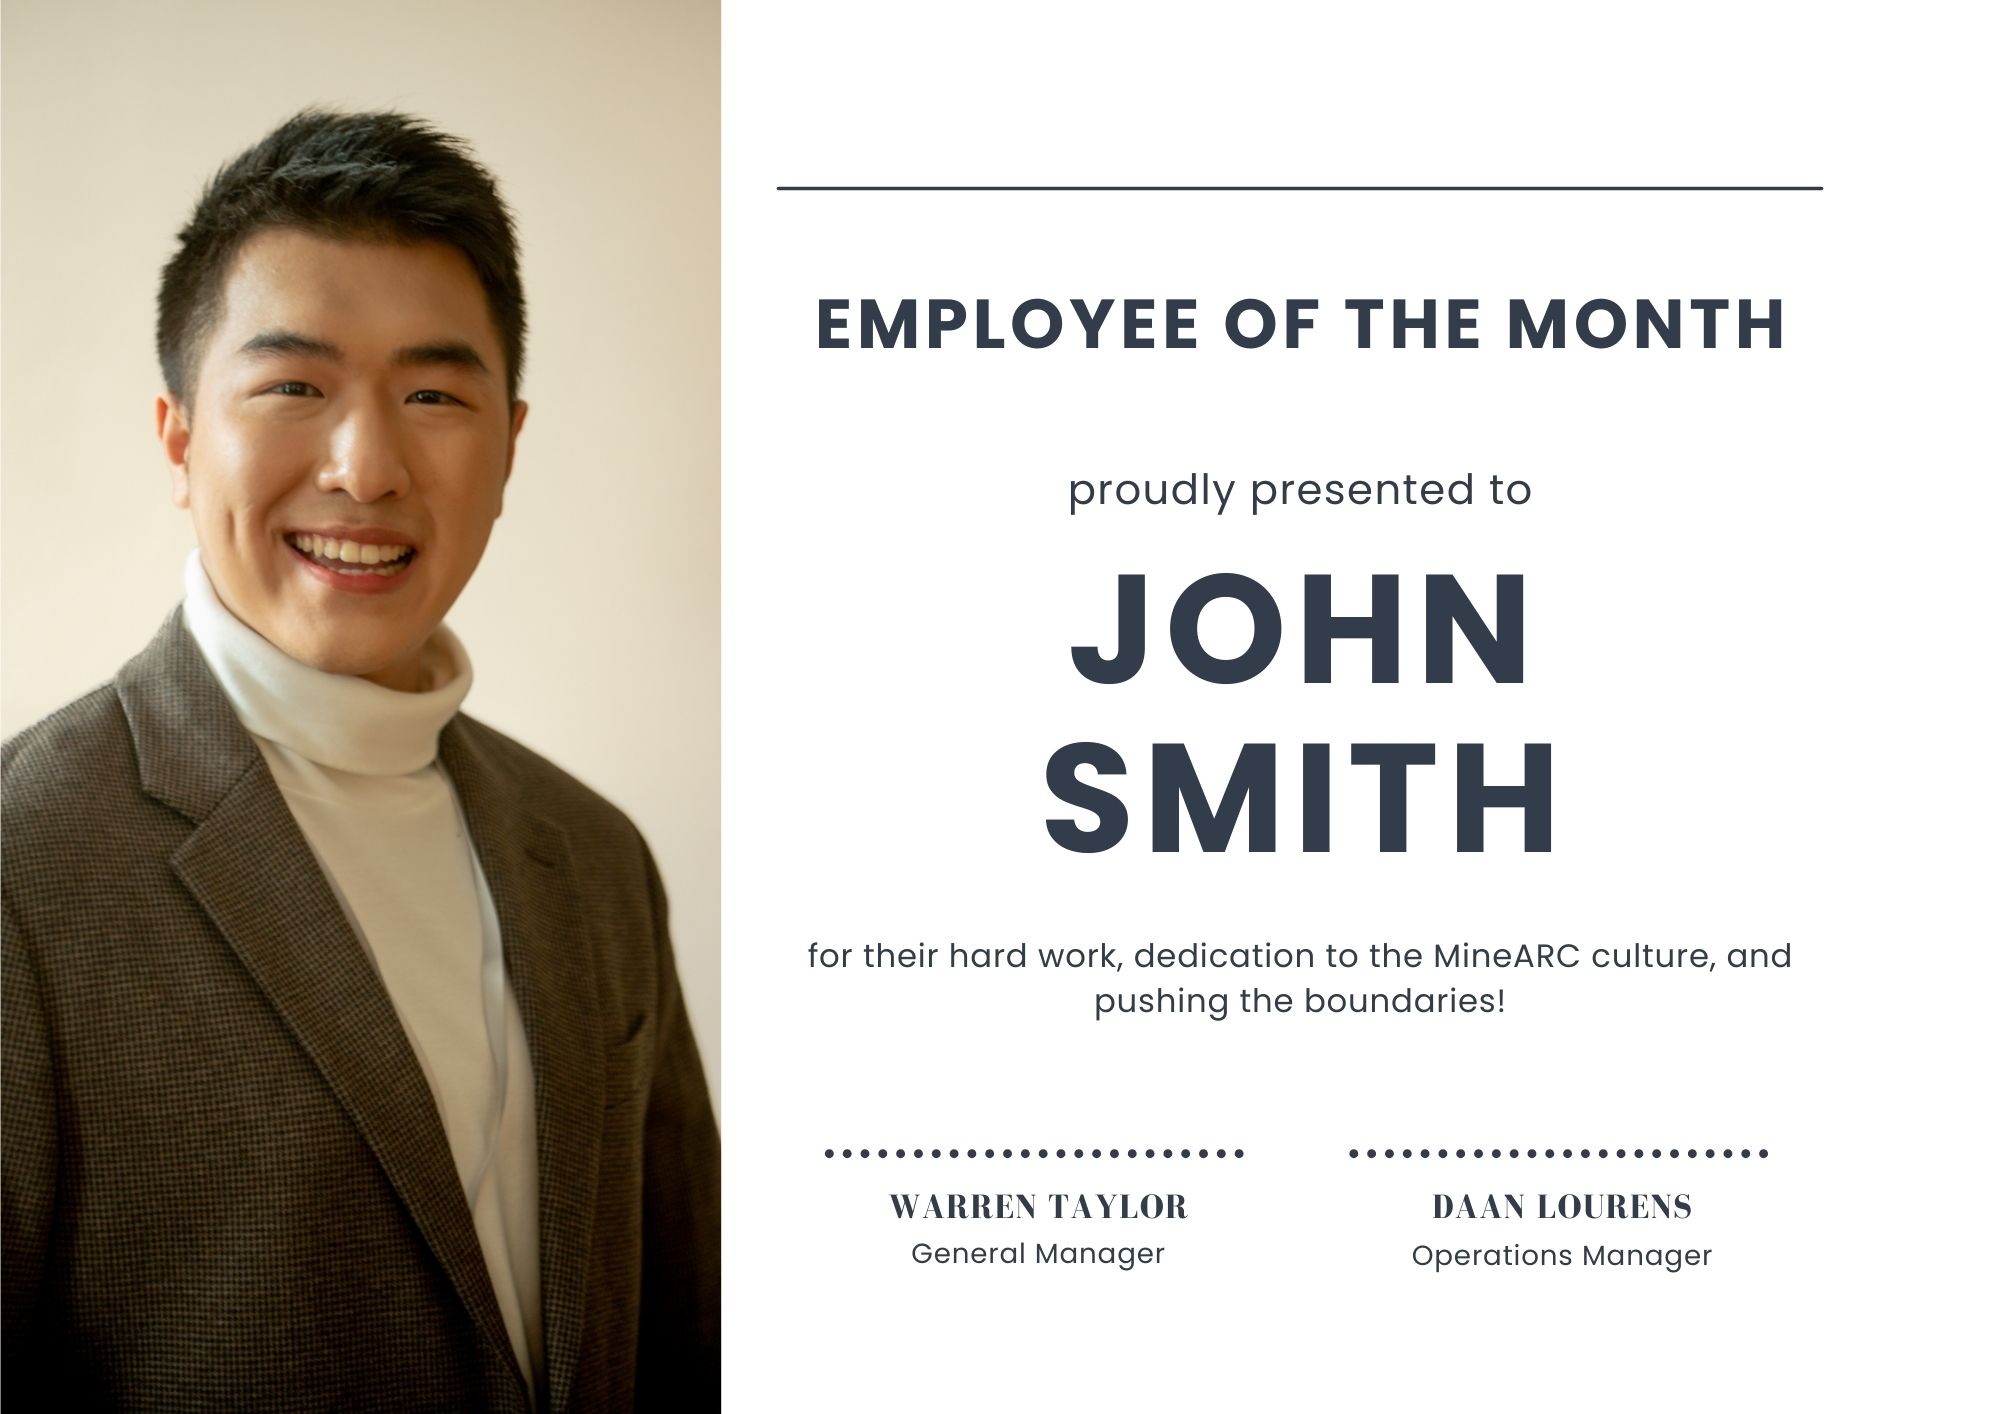 EMPLOYEE OF THE MONTH
proudly presented to
JOHN
SMITH
for their hard work, dedication to the MineARC culture, and
pushing the boundaries!
WARREN TAYLOR
General Manager
DAAN LOURENS
Operations Manager